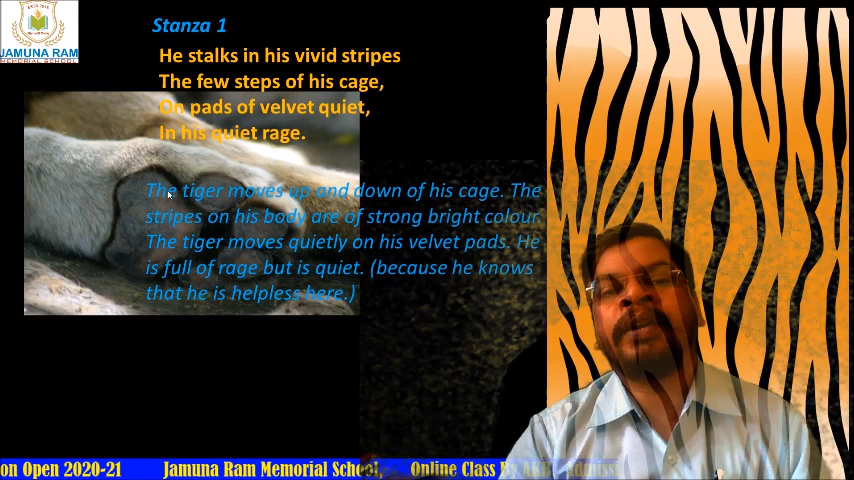 JAMUNA RAM
MEMORIAL SCHOOL
Stanza 1
He stalks in his vivid stripes
The few steps of his cage,
On pads of velvet quiet,
In his quiet rage.
The tiger moves up and down of his cage. The
stripes on his body are of strong bright colour.
The tiger moves quietly on his velvet pads. He
is full of rage but is quiet. (because he knows
that he is helpless here.)
on Open 2020-21 Jamuna Ram Memorial School, Online Class